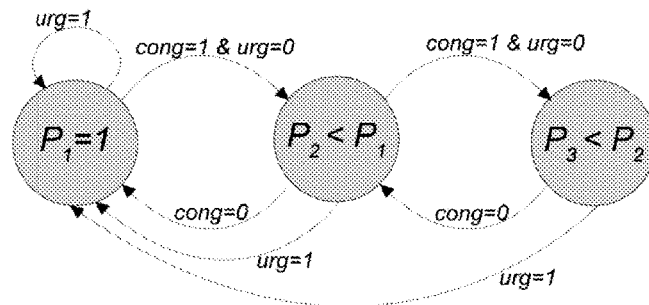 urg=1
cong=1 & urg=0
cong=1 & urg=0
P₁=1
P₂ < P₁
P₃ < P₂
cong=0
cong=0
urg=1
urg=1